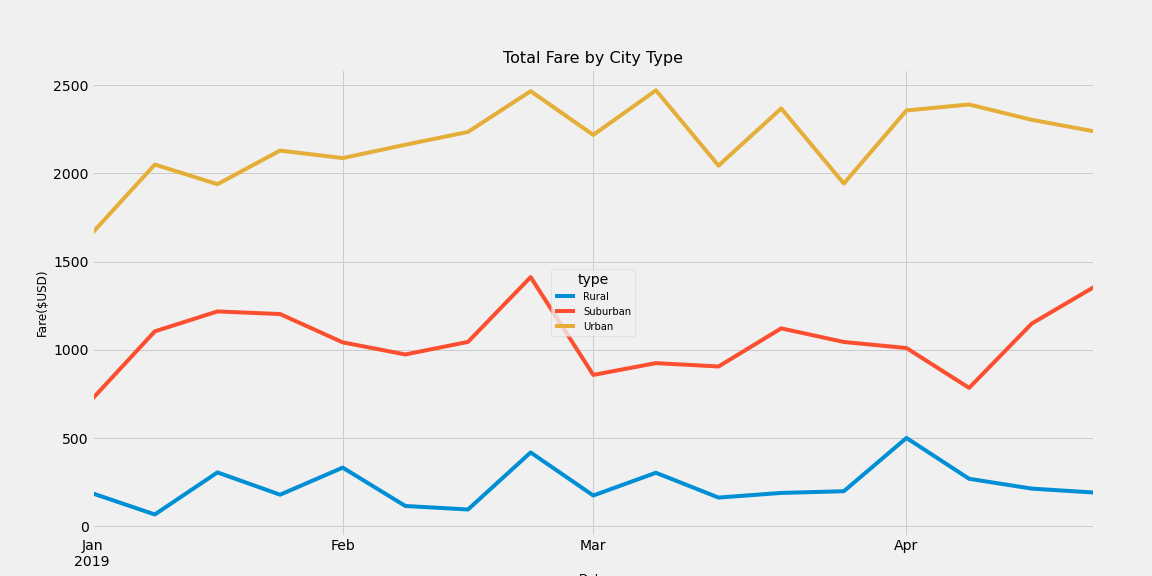 Total Fare by City Type
2500
2000
1500
1000
500
0
Fare($USD)
type
Rural
Suburban
Urban
Jan Feb Mar Apr
2019